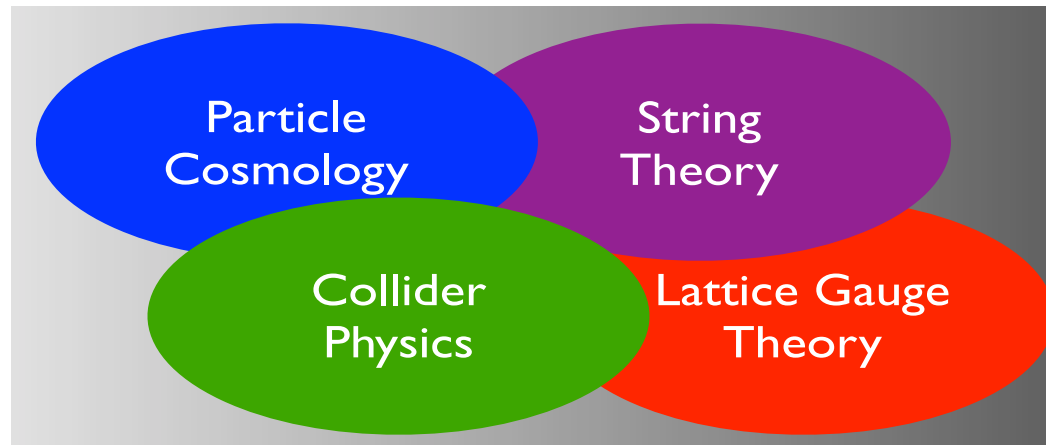 Particle
Cosmology
String
Theory
Collider
Physics
Lattice Gauge
Theory